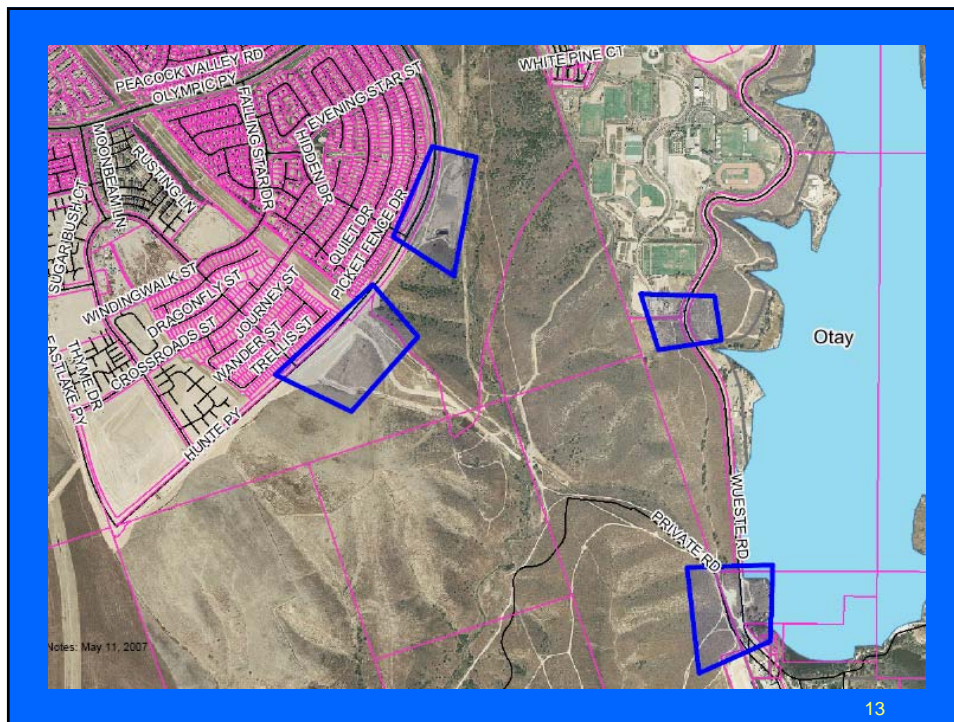 WHITE PINE CT
PEACOCK VALLEY RD
OLYMPIC PY
EVENING STAR ST
FALLING STAR DR
HIDDEN DR
MOONBEAM LN
RUSTING LN
SUGAR BUSH CT
QUIET DR
PICKET FENCE DR
WINDINGWALK ST
DRAGONFLY ST
JOURNEY ST
CROSSROADS ST
WANDER ST
TRELLIS ST
THYME DR
EASTLAKE PY
HUNTE PY
Otay
WUESTE RD
PRIVATE RD
Notes: May 11, 2007
13